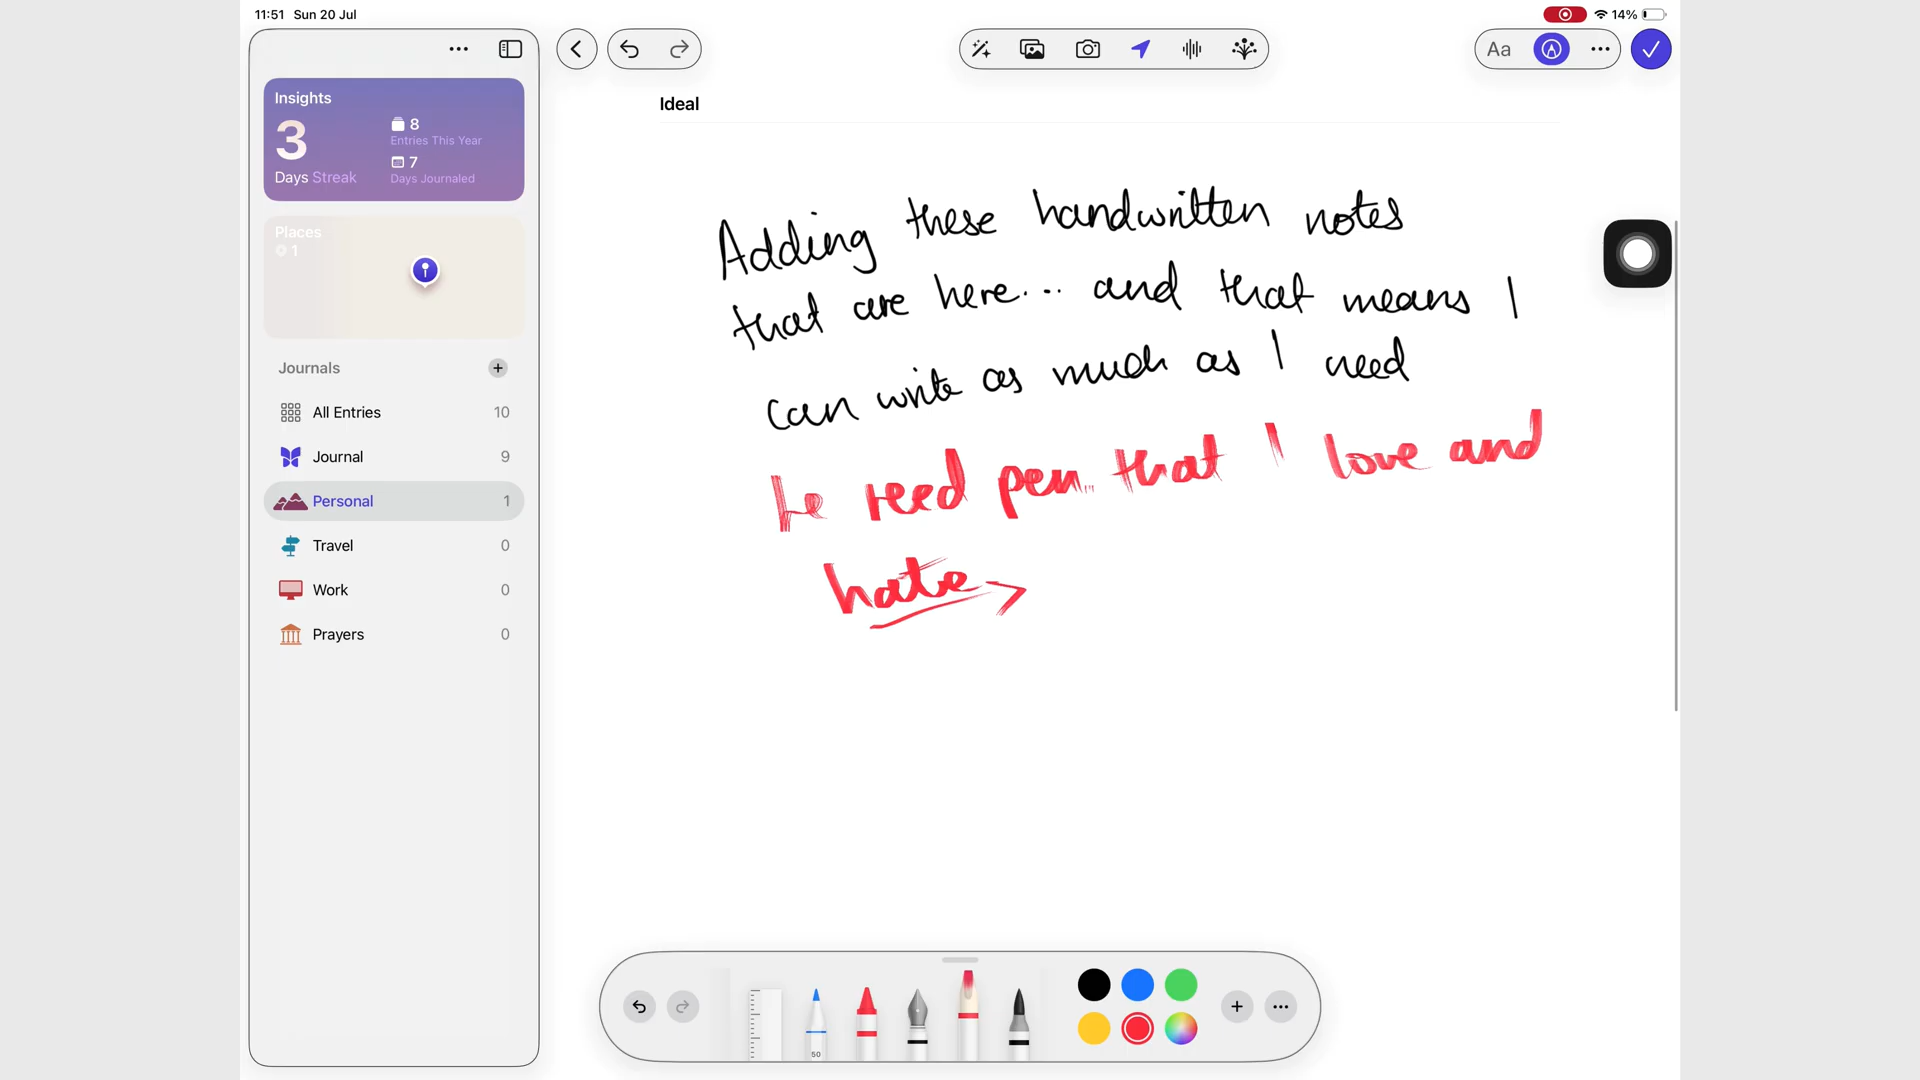 11:51 Sun 20 Jul
14%
Insights
3
Days Streak
8
Entries This Year
7
Days Journaled
Places
1
Journals
All Entries 10
Journal 9
Personal 1
Travel 0
Work 0
Prayers 0
Aa
Ideal
Adding these handwritten notes
that are here... and that means I
can write as much as I need
Le reed pen.. that I love and
hate
50